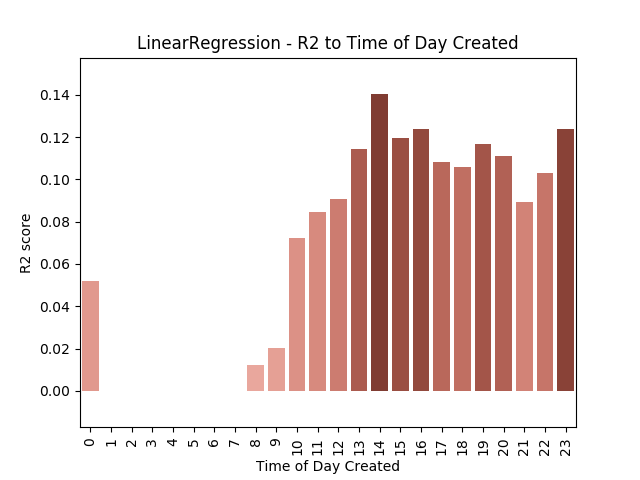 LinearRegression - R2 to Time of Day Created
0.14
0.12
0.10
0.08
0.06
0.04
0.02
0.00
R2 score
0 1 2 3 4 5 6 7 8 9 10 11 12 13 14 15 16 17 18 19 20 21 22 23
Time of Day Created